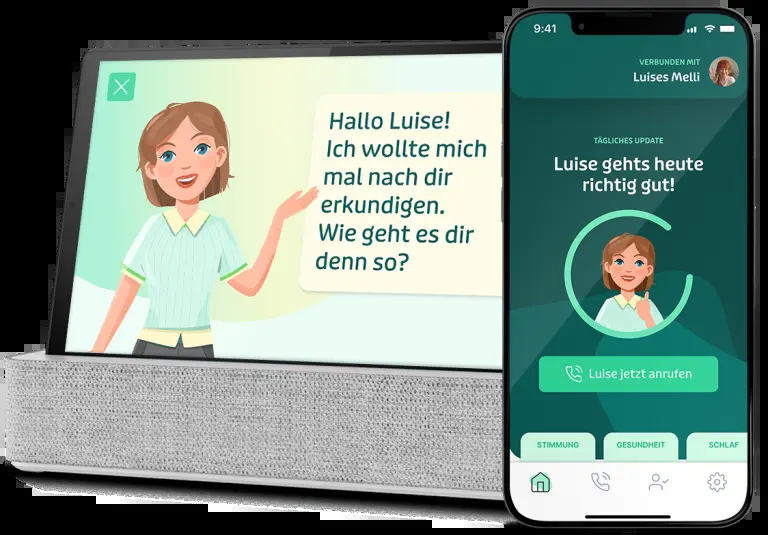 Hallo Luise!
Ich wollte mich
mal nach dir
erkundigen.
Wie geht es dir
denn so?
9:41
VERBUNDEN MIT
Luises Melli
TÄGLICHES UPDATE
Luise gehts heute
richtig gut!
Luise jetzt anrufen
STIMMUNG
GESUNDHEIT
SCHLAF